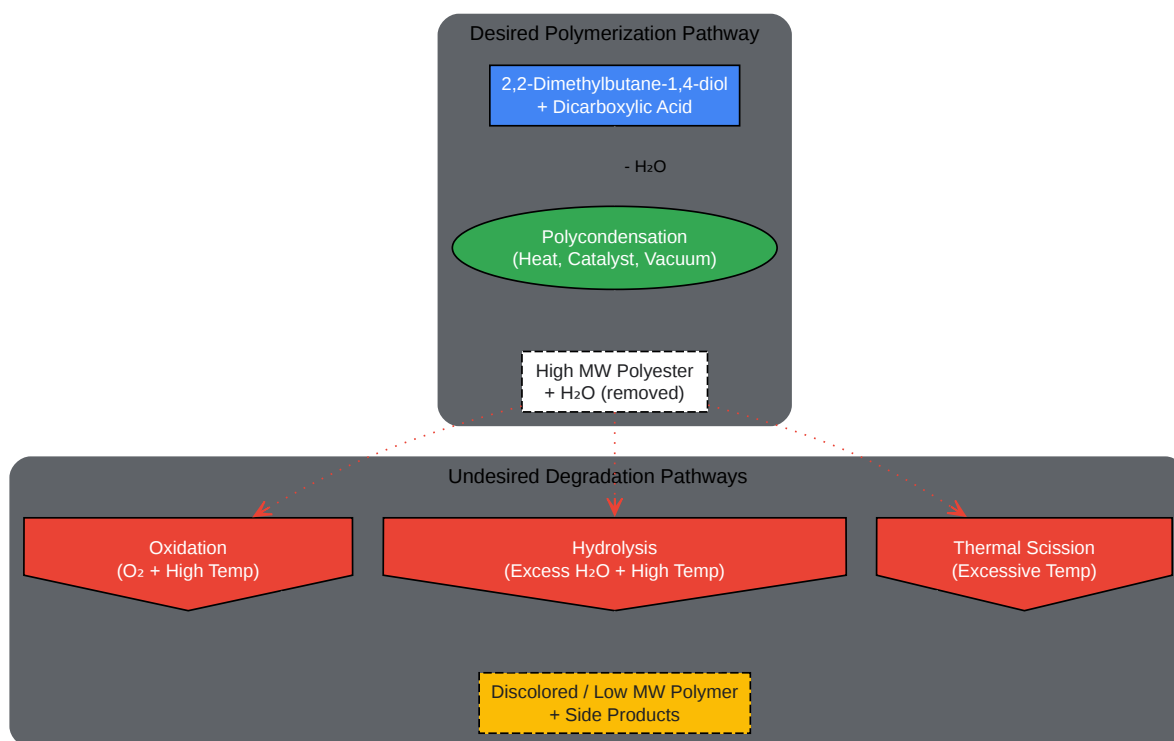 Desired Polymerization Pathway
2,2-Dimethylbutane-1,4-diol
+ Dicarboxylic Acid
- H₂O
Polycondensation
(Heat, Catalyst, Vacuum)
High MW Polyester
+ H₂O (removed)
Undesired Degradation Pathways
Oxidation
(O₂ + High Temp)
Hydrolysis
(Excess H₂O + High Temp)
Thermal Scission
(Excessive Temp)
Discolored / Low MW Polymer
+ Side Products